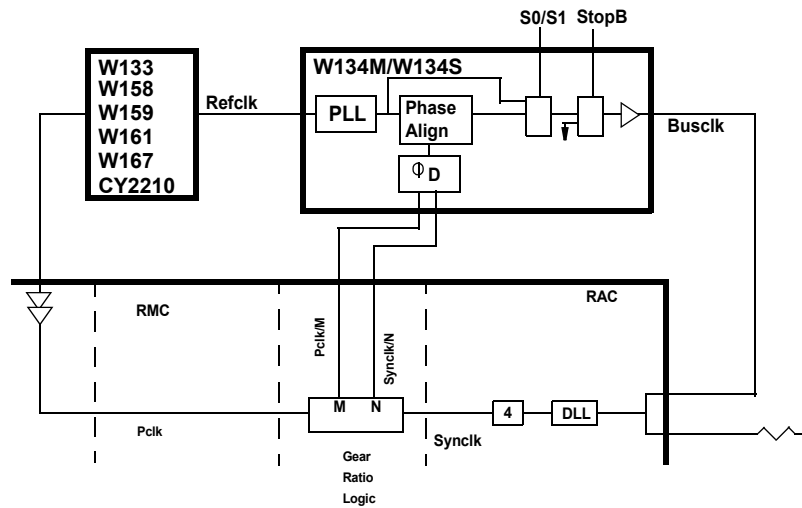 S0/S1 StopB
W133
W158
W159
W161
W167
CY2210
Refclk
W134M/W134S
PLL
Phase
Align
Φ D
Busclk
RMC
RAC
Pclk/M
Synclk/N
M N
4
DLL
Pclk
Synclk
Gear
Ratio
Logic